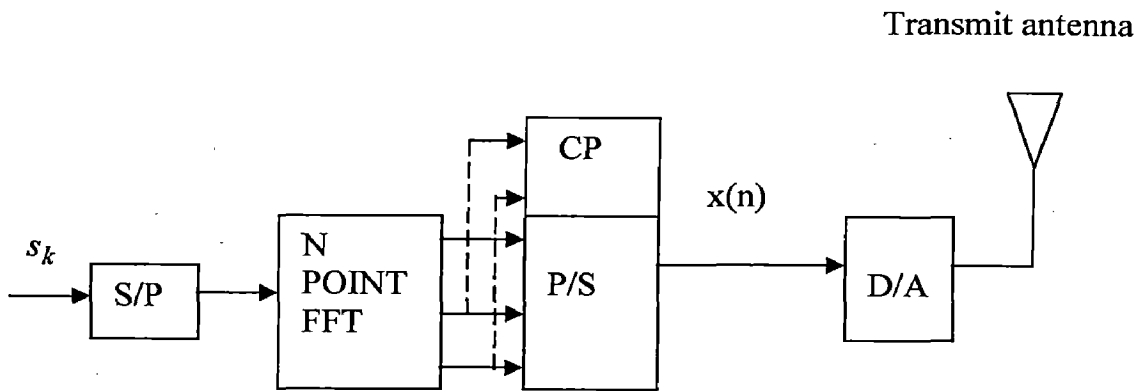 Transmit antenna
CP
x(n)
s_k
S/P
N
POINT
FFT
P/S
D/A